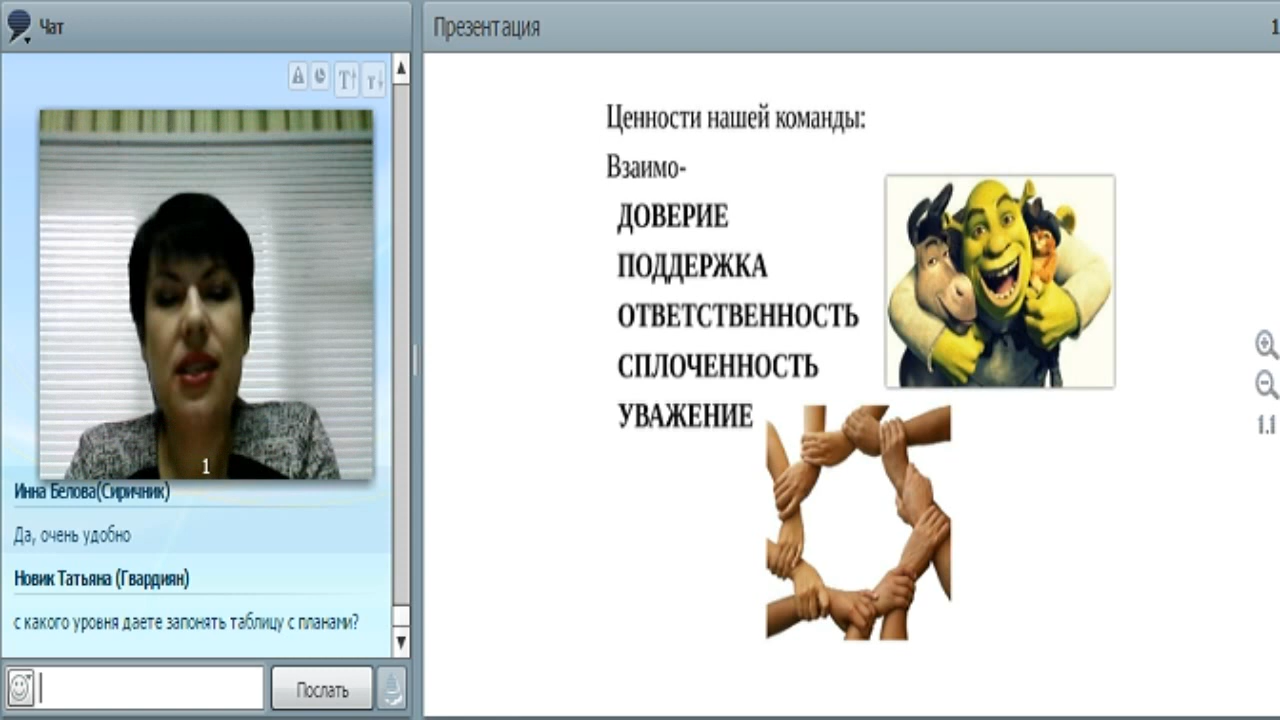 Чат
1
Инна Белова(Сиричник)
Да, очень удобно
Новик Татьяна (Гвардиян)
с какого уровня даете запонять таблицу с планами?
Послать
Презентация
1
Ценности нашей команды:
Взаимо-
ДОВЕРИЕ
ПОДДЕРЖКА
ОТВЕТСТВЕННОСТЬ
СПЛОЧЕННОСТЬ
УВАЖЕНИЕ
1.1